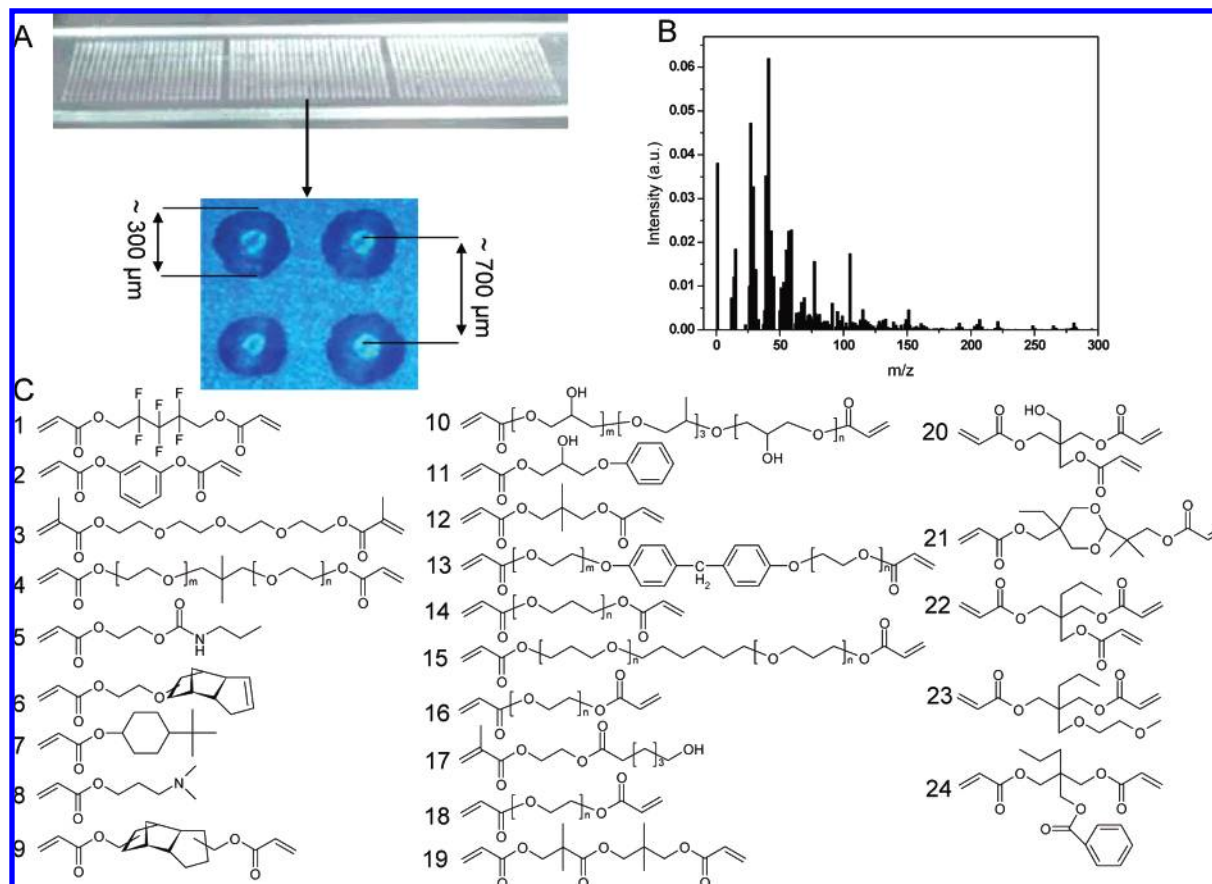 A
~ 300 µm
~ 700 µm
B
Intensity (a.u.)
0.06
0.05
0.04
0.03
0.02
0.01
0.00
0 50 100 150 200 250 300
m/z
C
1
O O F F F F F F O O
2
O O O O
3
O O O O O O O
4
O O O m O n O O
5
O O O O N H
6
O O O
7
O O
8
O O N
9
O O O O
10
O O OH m O 3 O OH O n O
11
O O OH O
12
O O O O
13
O O O m O C H2 O O n O O
14
O O n O O
15
O O O n O n O O
16
O O n O O
17
O O O O 3 OH
18
O O n O O
19
O O O O O O
20
HO O O O O O O
21
O O O O O O
22
O O O O O O
23
O O O O O O
24
O O O O O O